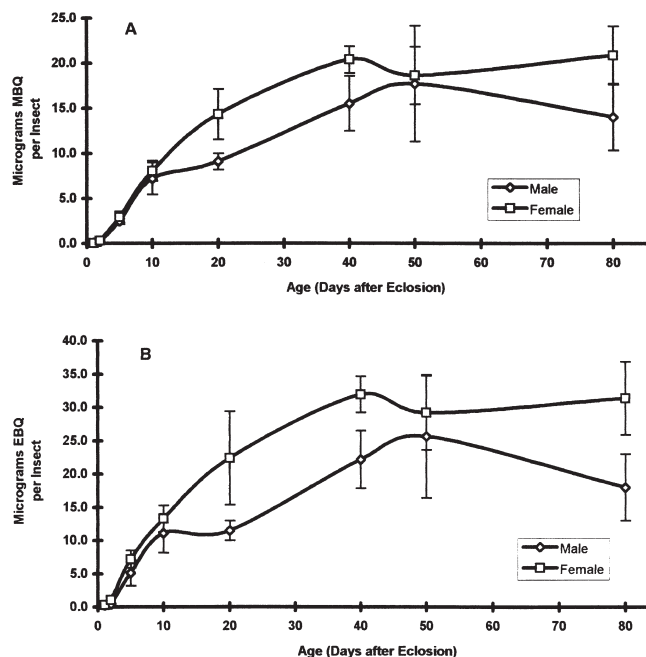 A
Micrograms MBQ
per Insect
25.0
20.0
15.0
10.0
5.0
0.0
0 10 20 30 40 50 60 70 80
Age (Days after Eclosion)
Male
Female
B
Micrograms EBQ
per Insect
40.0
35.0
30.0
25.0
20.0
15.0
10.0
5.0
0.0
0 10 20 30 40 50 60 70 80
Age (Days after Eclosion)
Male
Female